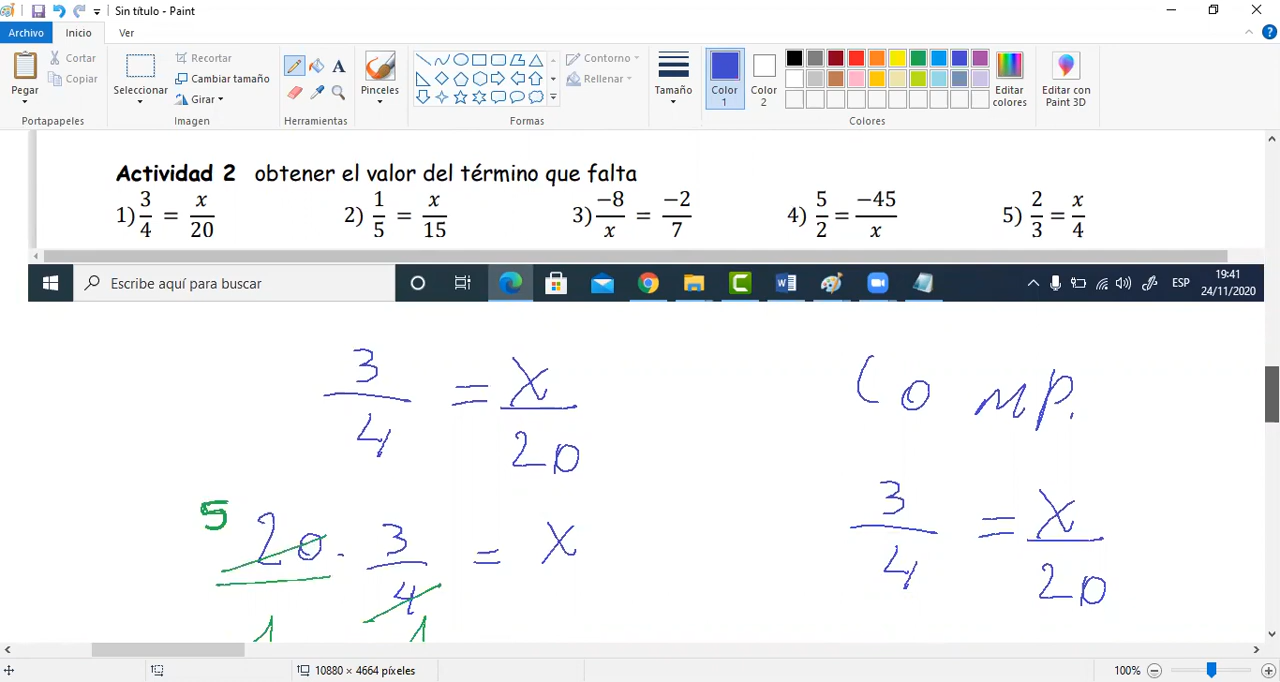 Sin título - Paint
Archivo Inicio Ver
Pegar
Cortar
Copiar
Portapapeles
Seleccionar
Recortar
Cambiar tamaño
Girar
Imagen
A
Herramientas
Pinceles
Contorno
Rellenar
Formas
Tamaño
Color 1
Color 2
Editar colores
Editar con Paint 3D
Colores
Actividad 2 obtener el valor del término que falta
1) 3/4 = x/20 2) 1/5 = x/15 3) −8/x = −2/7 4) 5/2 = −45/x 5) 2/3 = x/4
Escribe aquí para buscar
ESP
19:41
24/11/2020
3/4 = X/20
Comp.
5
20 · 3/4 = X
1 1
3/4 = X/20
10880 × 4664 píxeles
100%